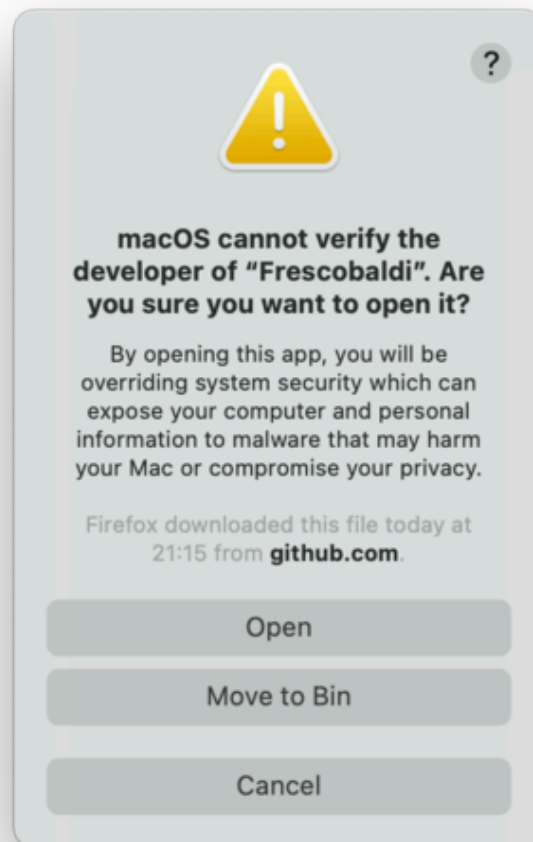 ?
macOS cannot verify the
developer of “Frescobaldi”. Are
you sure you want to open it?
By opening this app, you will be
overriding system security which can
expose your computer and personal
information to malware that may harm
your Mac or compromise your privacy.
Firefox downloaded this file today at
21:15 from github.com.
Open
Move to Bin
Cancel